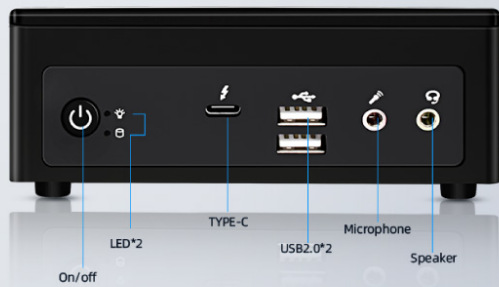 TYPE-C
LED*2
USB2.0*2
Microphone
Speaker
On/off